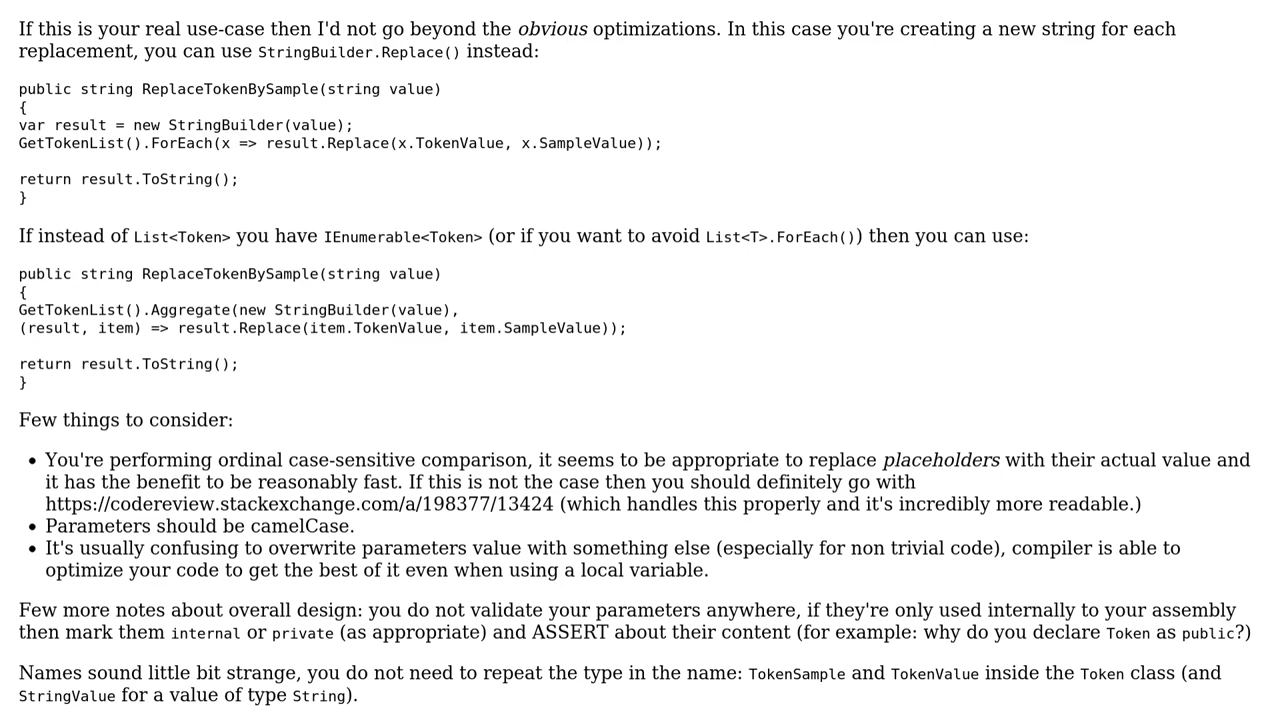 If this is your real use-case then I'd not go beyond the obvious optimizations. In this case you're creating a new string for each
replacement, you can use StringBuilder.Replace() instead:
public string ReplaceTokenBySample(string value)
{
var result = new StringBuilder(value);
GetTokenList().ForEach(x => result.Replace(x.TokenValue, x.SampleValue));
return result.ToString();
}
If instead of List<Token> you have IEnumerable<Token> (or if you want to avoid List<T>.ForEach()) then you can use:
public string ReplaceTokenBySample(string value)
{
GetTokenList().Aggregate(new StringBuilder(value),
(result, item) => result.Replace(item.TokenValue, item.SampleValue));
return result.ToString();
}
Few things to consider:
• You're performing ordinal case-sensitive comparison, it seems to be appropriate to replace placeholders with their actual value and
it has the benefit to be reasonably fast. If this is not the case then you should definitely go with
https://codereview.stackexchange.com/a/198377/13424 (which handles this properly and it's incredibly more readable.)
• Parameters should be camelCase.
• It's usually confusing to overwrite parameters value with something else (especially for non trivial code), compiler is able to
optimize your code to get the best of it even when using a local variable.
Few more notes about overall design: you do not validate your parameters anywhere, if they're only used internally to your assembly
then mark them internal or private (as appropriate) and ASSERT about their content (for example: why do you declare Token as public?)
Names sound little bit strange, you do not need to repeat the type in the name: TokenSample and TokenValue inside the Token class (and
StringValue for a value of type String).